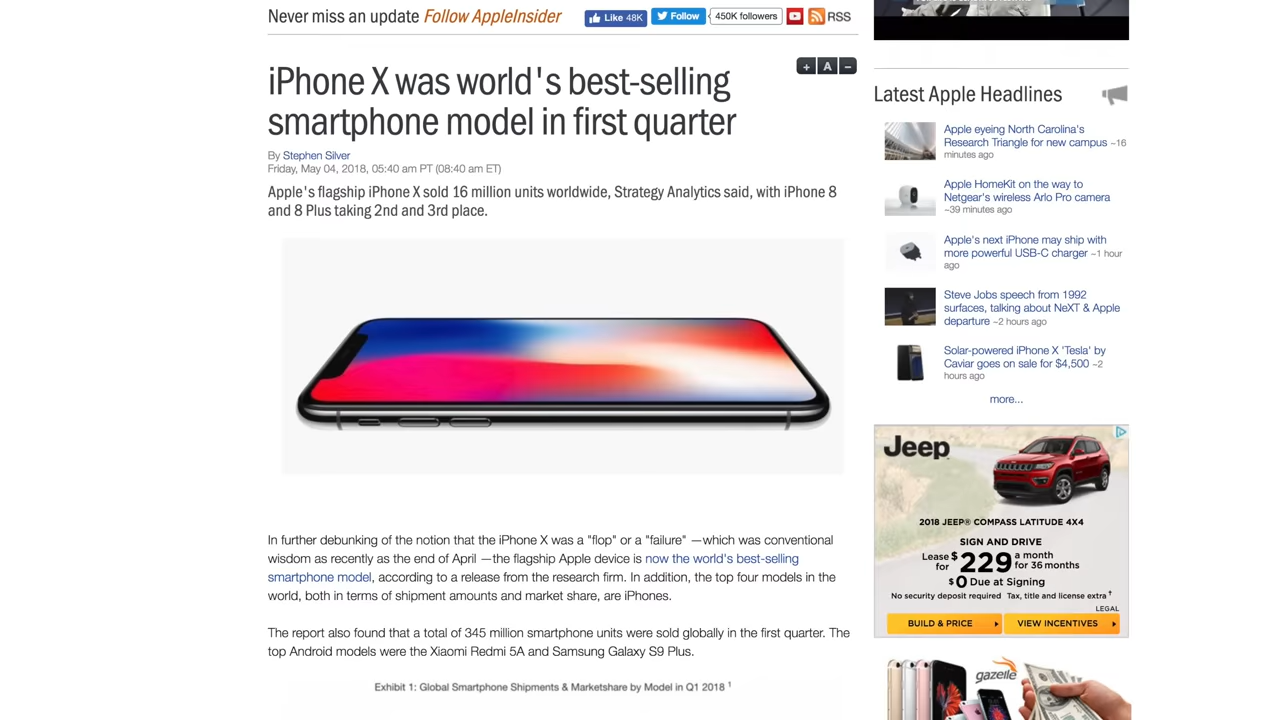 Never miss an update Follow AppleInsider
Like 48K
Follow
450K followers
RSS
iPhone X was world's best-selling
smartphone model in first quarter
+ A −
By Stephen Silver
Friday, May 04, 2018, 05:40 am PT (08:40 am ET)
Apple's flagship iPhone X sold 16 million units worldwide, Strategy Analytics said, with iPhone 8
and 8 Plus taking 2nd and 3rd place.
In further debunking of the notion that the iPhone X was a "flop" or a "failure" —which was conventional
wisdom as recently as the end of April —the flagship Apple device is now the world's best-selling
smartphone model, according to a release from the research firm. In addition, the top four models in the
world, both in terms of shipment amounts and market share, are iPhones.
The report also found that a total of 345 million smartphone units were sold globally in the first quarter. The
top Android models were the Xiaomi Redmi 5A and Samsung Galaxy S9 Plus.
Exhibit 1: Global Smartphone Shipments & Marketshare by Model in Q1 2018 ¹
Latest Apple Headlines
Apple eyeing North Carolina's
Research Triangle for new campus ~16
minutes ago
Apple HomeKit on the way to
Netgear's wireless Arlo Pro camera
~39 minutes ago
Apple's next iPhone may ship with
more powerful USB-C charger ~1 hour
ago
Steve Jobs speech from 1992
surfaces, talking about NeXT & Apple
departure ~2 hours ago
Solar-powered iPhone X 'Tesla' by
Caviar goes on sale for $4,500 ~2
hours ago
more...
Jeep
2018 JEEP® COMPASS LATITUDE 4X4
SIGN AND DRIVE
Lease for $229 a month for 36 months
$0 Due at Signing
No security deposit required Tax, title and license extra †
LEGAL
BUILD & PRICE
VIEW INCENTIVES
gazelle